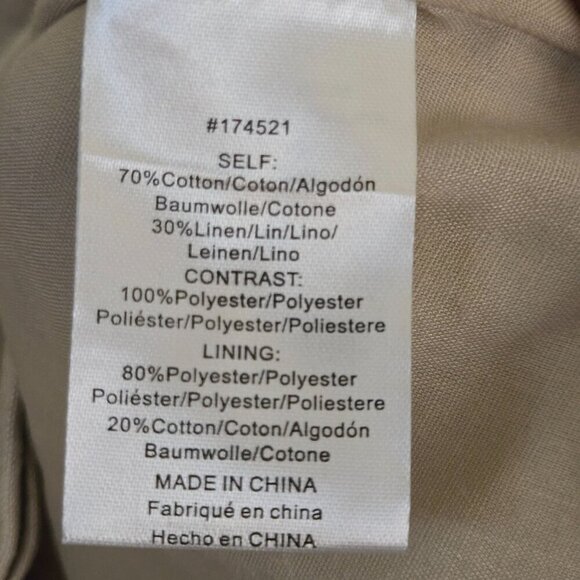 #174521
SELF:
70%Cotton/Coton/Algodón
Baumwolle/Cotone
30%Linen/Lin/Lino/
Leinen/Lino
CONTRAST:
100%Polyester/Polyester
Poliéster/Polyester/Poliestere
LINING:
80%Polyester/Polyester
Poliéster/Polyester/Poliestere
20%Cotton/Coton/Algodón
Baumwolle/Cotone
MADE IN CHINA
Fabriqué en china
Hecho en CHINA